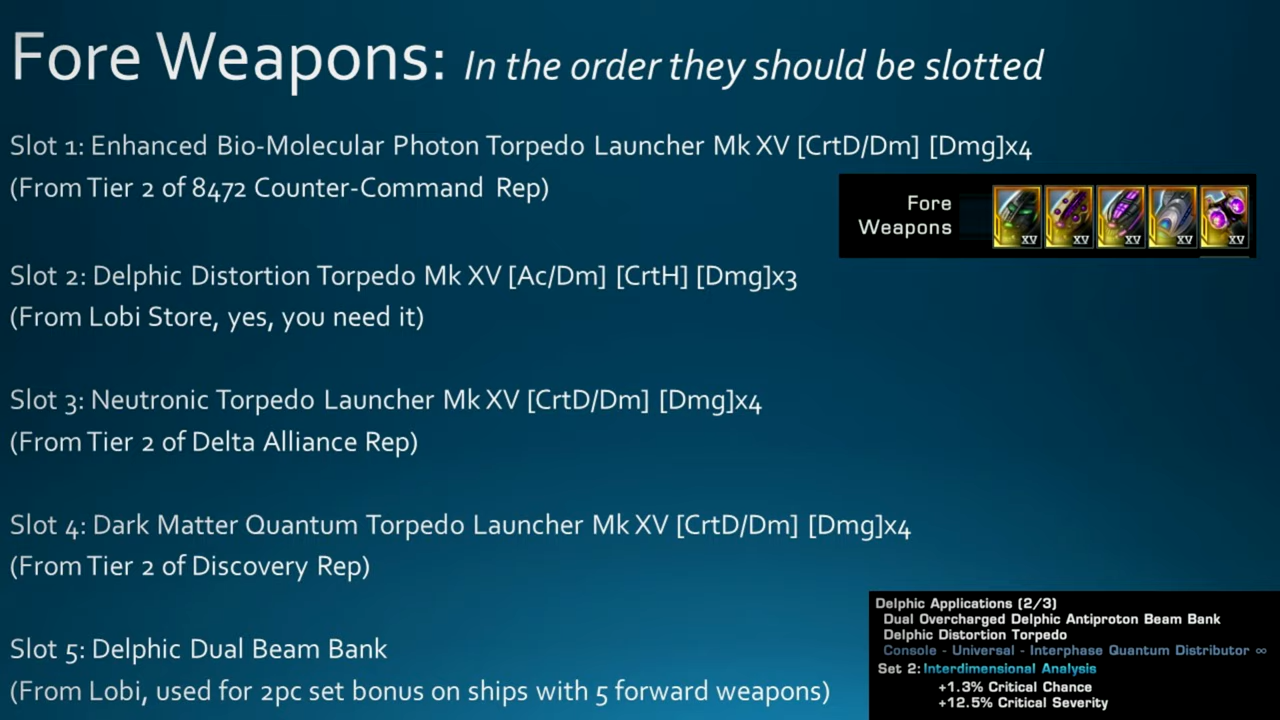 Fore Weapons: In the order they should be slotted
Slot 1: Enhanced Bio-Molecular Photon Torpedo Launcher Mk XV [CrtD/Dm] [Dmg]x4
(From Tier 2 of 8472 Counter-Command Rep)
Fore
Weapons
XV XV XV XV XV
Slot 2: Delphic Distortion Torpedo Mk XV [Ac/Dm] [CrtH] [Dmg]x3
(From Lobi Store, yes, you need it)
Slot 3: Neutronic Torpedo Launcher Mk XV [CrtD/Dm] [Dmg]x4
(From Tier 2 of Delta Alliance Rep)
Slot 4: Dark Matter Quantum Torpedo Launcher Mk XV [CrtD/Dm] [Dmg]x4
(From Tier 2 of Discovery Rep)
Slot 5: Delphic Dual Beam Bank
(From Lobi, used for 2pc set bonus on ships with 5 forward weapons)
Delphic Applications (2/3)
Dual Overcharged Delphic Antiproton Beam Bank
Delphic Distortion Torpedo
Console - Universal - Interphase Quantum Distributor ∞
Set 2: Interdimensional Analysis
+1.3% Critical Chance
+12.5% Critical Severity